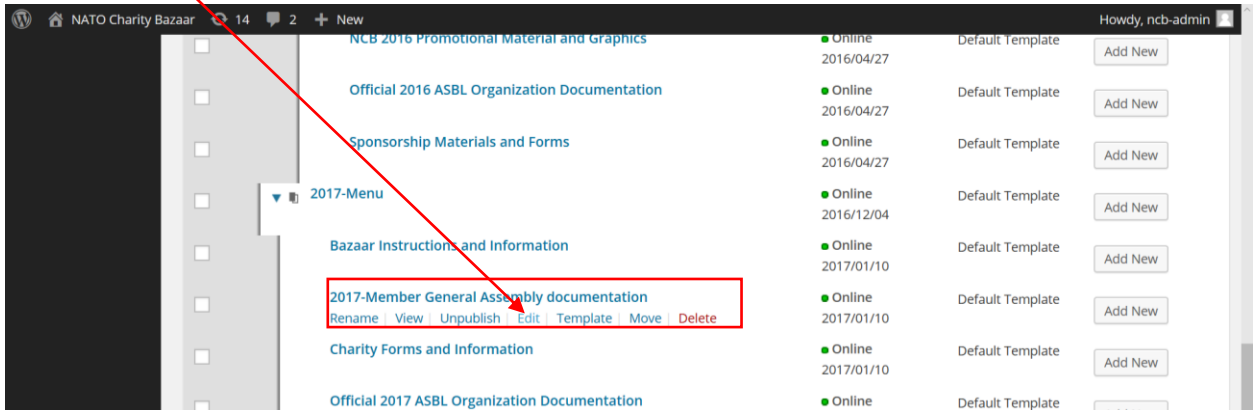 NATO Charity Bazaar 14 2 + New Howdy, ncb-admin
NCB 2016 Promotional Material and Graphics Online Default Template Add New
2016/04/27
Official 2016 ASBL Organization Documentation Online Default Template Add New
2016/04/27
Sponsorship Materials and Forms Online Default Template Add New
2016/04/27
2017-Menu Online Default Template Add New
2016/12/04
Bazaar Instructions and Information Online Default Template Add New
2017/01/10
2017-Member General Assembly documentation Online Default Template Add New
Rename | View | Unpublish | Edit | Template | Move | Delete 2017/01/10
Charity Forms and Information Online Default Template Add New
2017/01/10
Official 2017 ASBL Organization Documentation Online Default Template